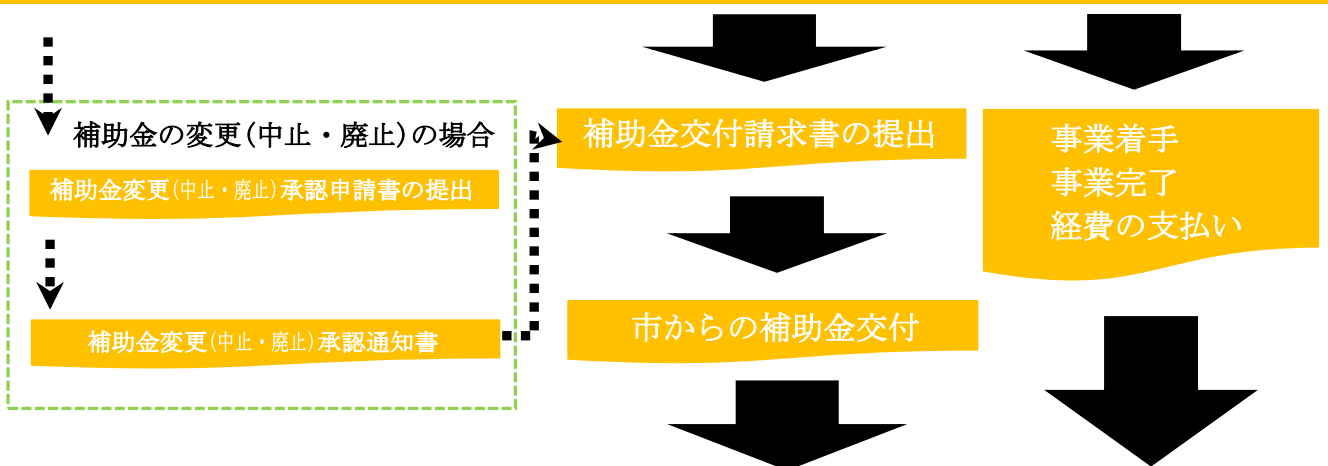 補助金の変更(中止・廃止)の場合
補助金変更(中止・廃止)承認申請書の提出
補助金変更(中止・廃止)承認通知書
補助金交付請求書の提出
市からの補助金交付
事業着手
事業完了
経費の支払い